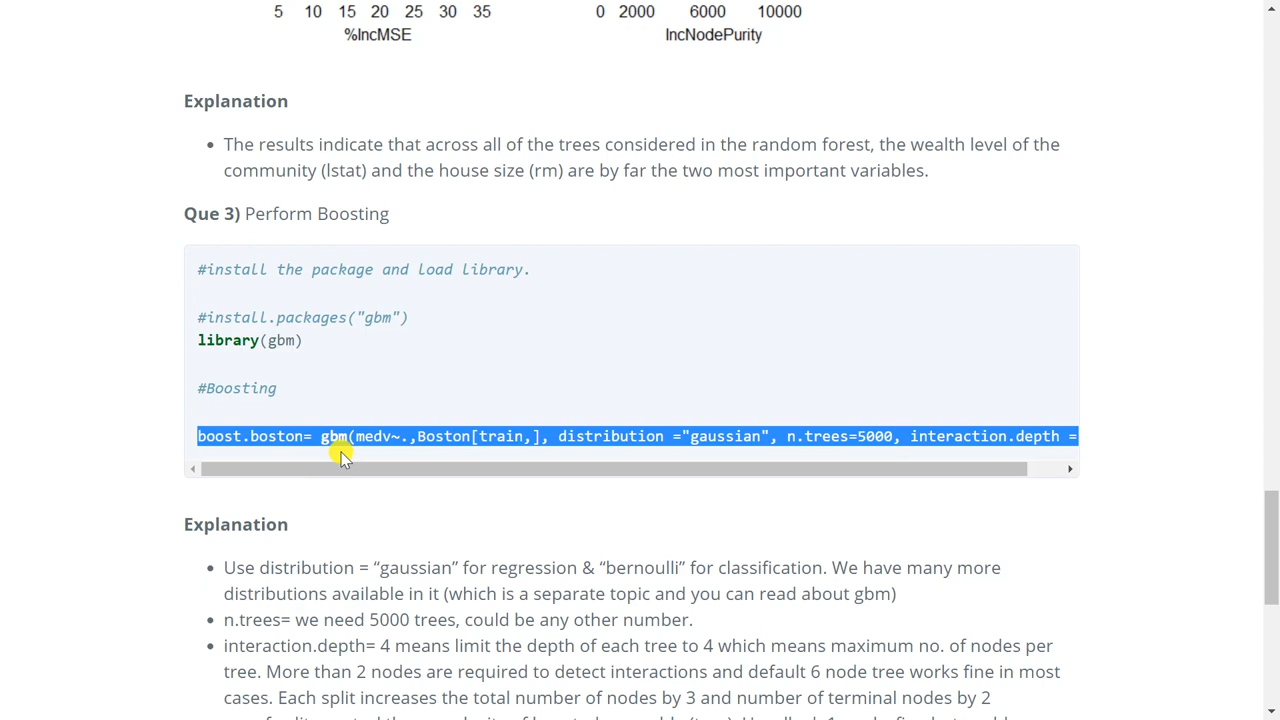 5 10 15 20 25 30 35 0 2000 6000 10000
%IncMSE IncNodePurity
Explanation
• The results indicate that across all of the trees considered in the random forest, the wealth level of the
community (lstat) and the house size (rm) are by far the two most important variables.
Que 3) Perform Boosting
#install the package and load library.
#install.packages("gbm")
library(gbm)
#Boosting
boost.boston= gbm(medv~.,Boston[train,], distribution ="gaussian", n.trees=5000, interaction.depth =
Explanation
• Use distribution = “gaussian” for regression & “bernoulli” for classification. We have many more
distributions available in it (which is a separate topic and you can read about gbm)
• n.trees= we need 5000 trees, could be any other number.
• interaction.depth= 4 means limit the depth of each tree to 4 which means maximum no. of nodes per
tree. More than 2 nodes are required to detect interactions and default 6 node tree works fine in most
cases. Each split increases the total number of nodes by 3 and number of terminal nodes by 2